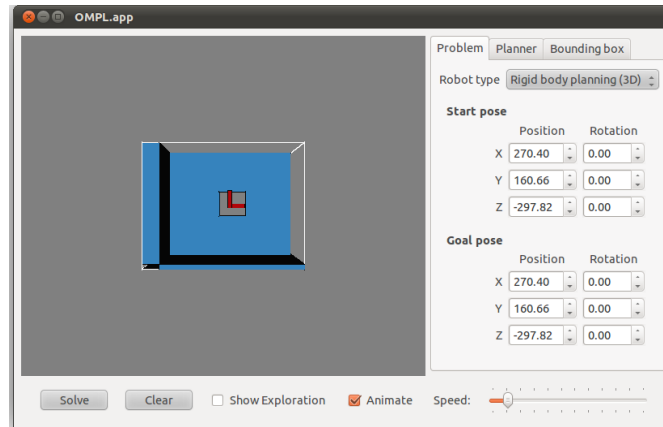 OMPL.app
Problem Planner Bounding box
Robot type Rigid body planning (3D)
Start pose
Position Rotation
X 270.40 0.00
Y 160.66 0.00
Z -297.82 0.00
Goal pose
Position Rotation
X 270.40 0.00
Y 160.66 0.00
Z -297.82 0.00
Solve Clear Show Exploration Animate Speed: